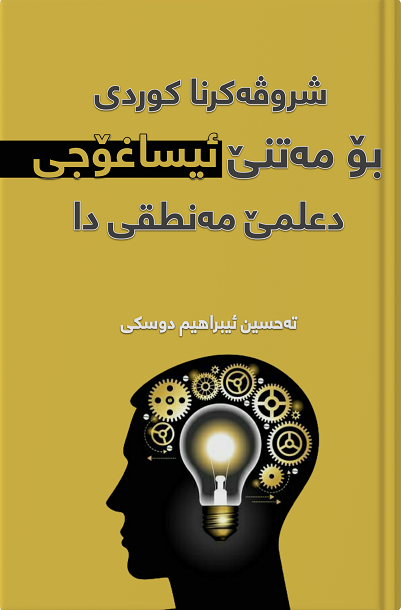 شروڤەکرنا کوردی
بۆ مەتنێ ئیساغۆجی
دعلمێ مەنطقی دا
تەحسین ئیبراهیم دوسکی